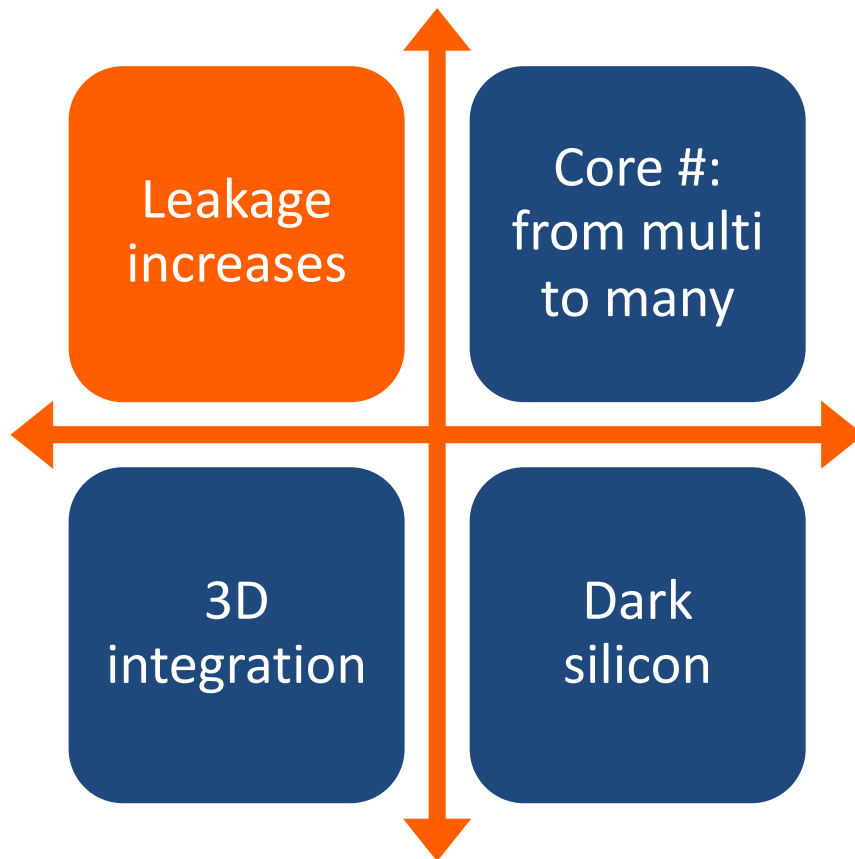 Leakage
increases
Core #:
from multi
to many
3D
integration
Dark
silicon